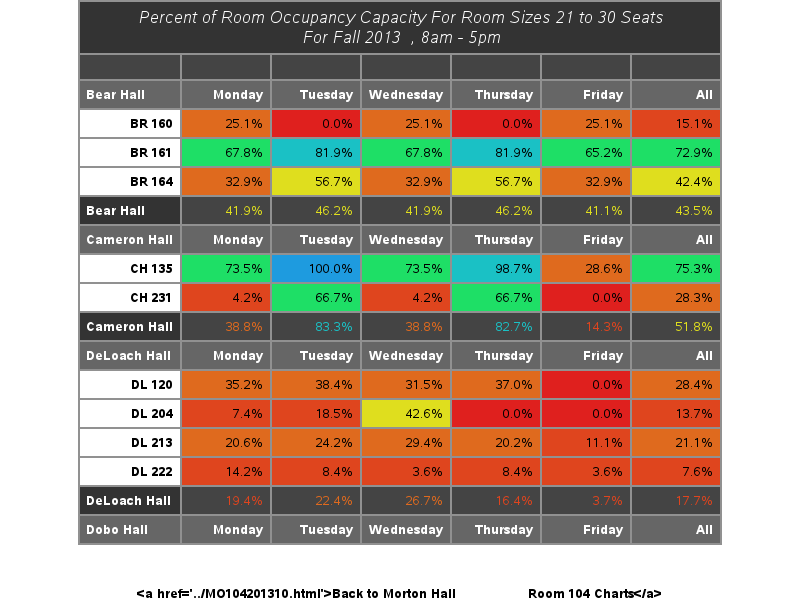 Percent of Room Occupancy Capacity For Room Sizes 21 to 30 Seats
For Fall 2013 , 8am - 5pm
Bear Hall Monday Tuesday Wednesday Thursday Friday All
BR 160 25.1% 0.0% 25.1% 0.0% 25.1% 15.1%
BR 161 67.8% 81.9% 67.8% 81.9% 65.2% 72.9%
BR 164 32.9% 56.7% 32.9% 56.7% 32.9% 42.4%
Bear Hall 41.9% 46.2% 41.9% 46.2% 41.1% 43.5%
Cameron Hall Monday Tuesday Wednesday Thursday Friday All
CH 135 73.5% 100.0% 73.5% 98.7% 28.6% 75.3%
CH 231 4.2% 66.7% 4.2% 66.7% 0.0% 28.3%
Cameron Hall 38.8% 83.3% 38.8% 82.7% 14.3% 51.8%
DeLoach Hall Monday Tuesday Wednesday Thursday Friday All
DL 120 35.2% 38.4% 31.5% 37.0% 0.0% 28.4%
DL 204 7.4% 18.5% 42.6% 0.0% 0.0% 13.7%
DL 213 20.6% 24.2% 29.4% 20.2% 11.1% 21.1%
DL 222 14.2% 8.4% 3.6% 8.4% 3.6% 7.6%
DeLoach Hall 19.4% 22.4% 26.7% 16.4% 3.7% 17.7%
Dobo Hall Monday Tuesday Wednesday Thursday Friday All
<a href='../MO104201310.html'>Back to Morton Hall Room 104 Charts</a>